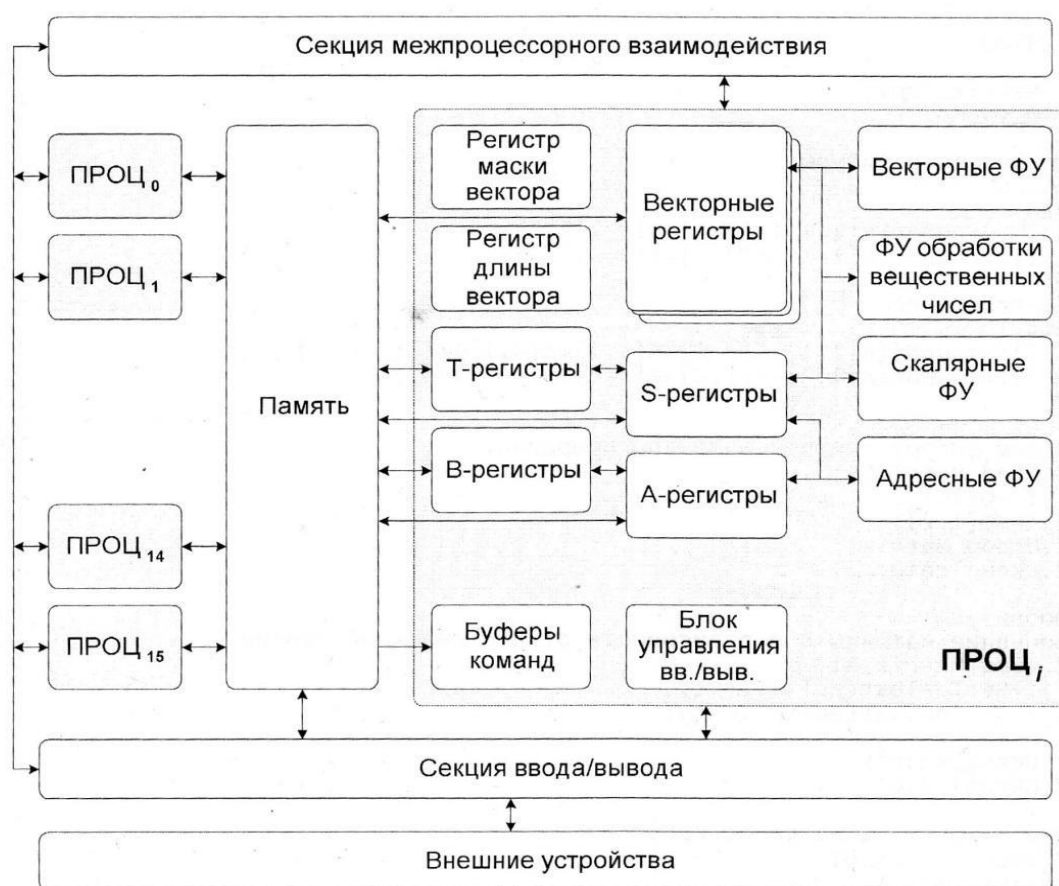 Секция межпроцессорного взаимодействия
ПРОЦ 0
ПРОЦ 1
ПРОЦ 14
ПРОЦ 15
Память
Регистр
маски
вектора
Регистр
длины
вектора
Т-регистры
В-регистры
Буферы
команд
Векторные
регистры
S-регистры
А-регистры
Блок
управления
вв./выв.
Векторные ФУ
ФУ обработки
вещественных
чисел
Скалярные
ФУ
Адресные ФУ
ПРОЦ i
Секция ввода/вывода
Внешние устройства